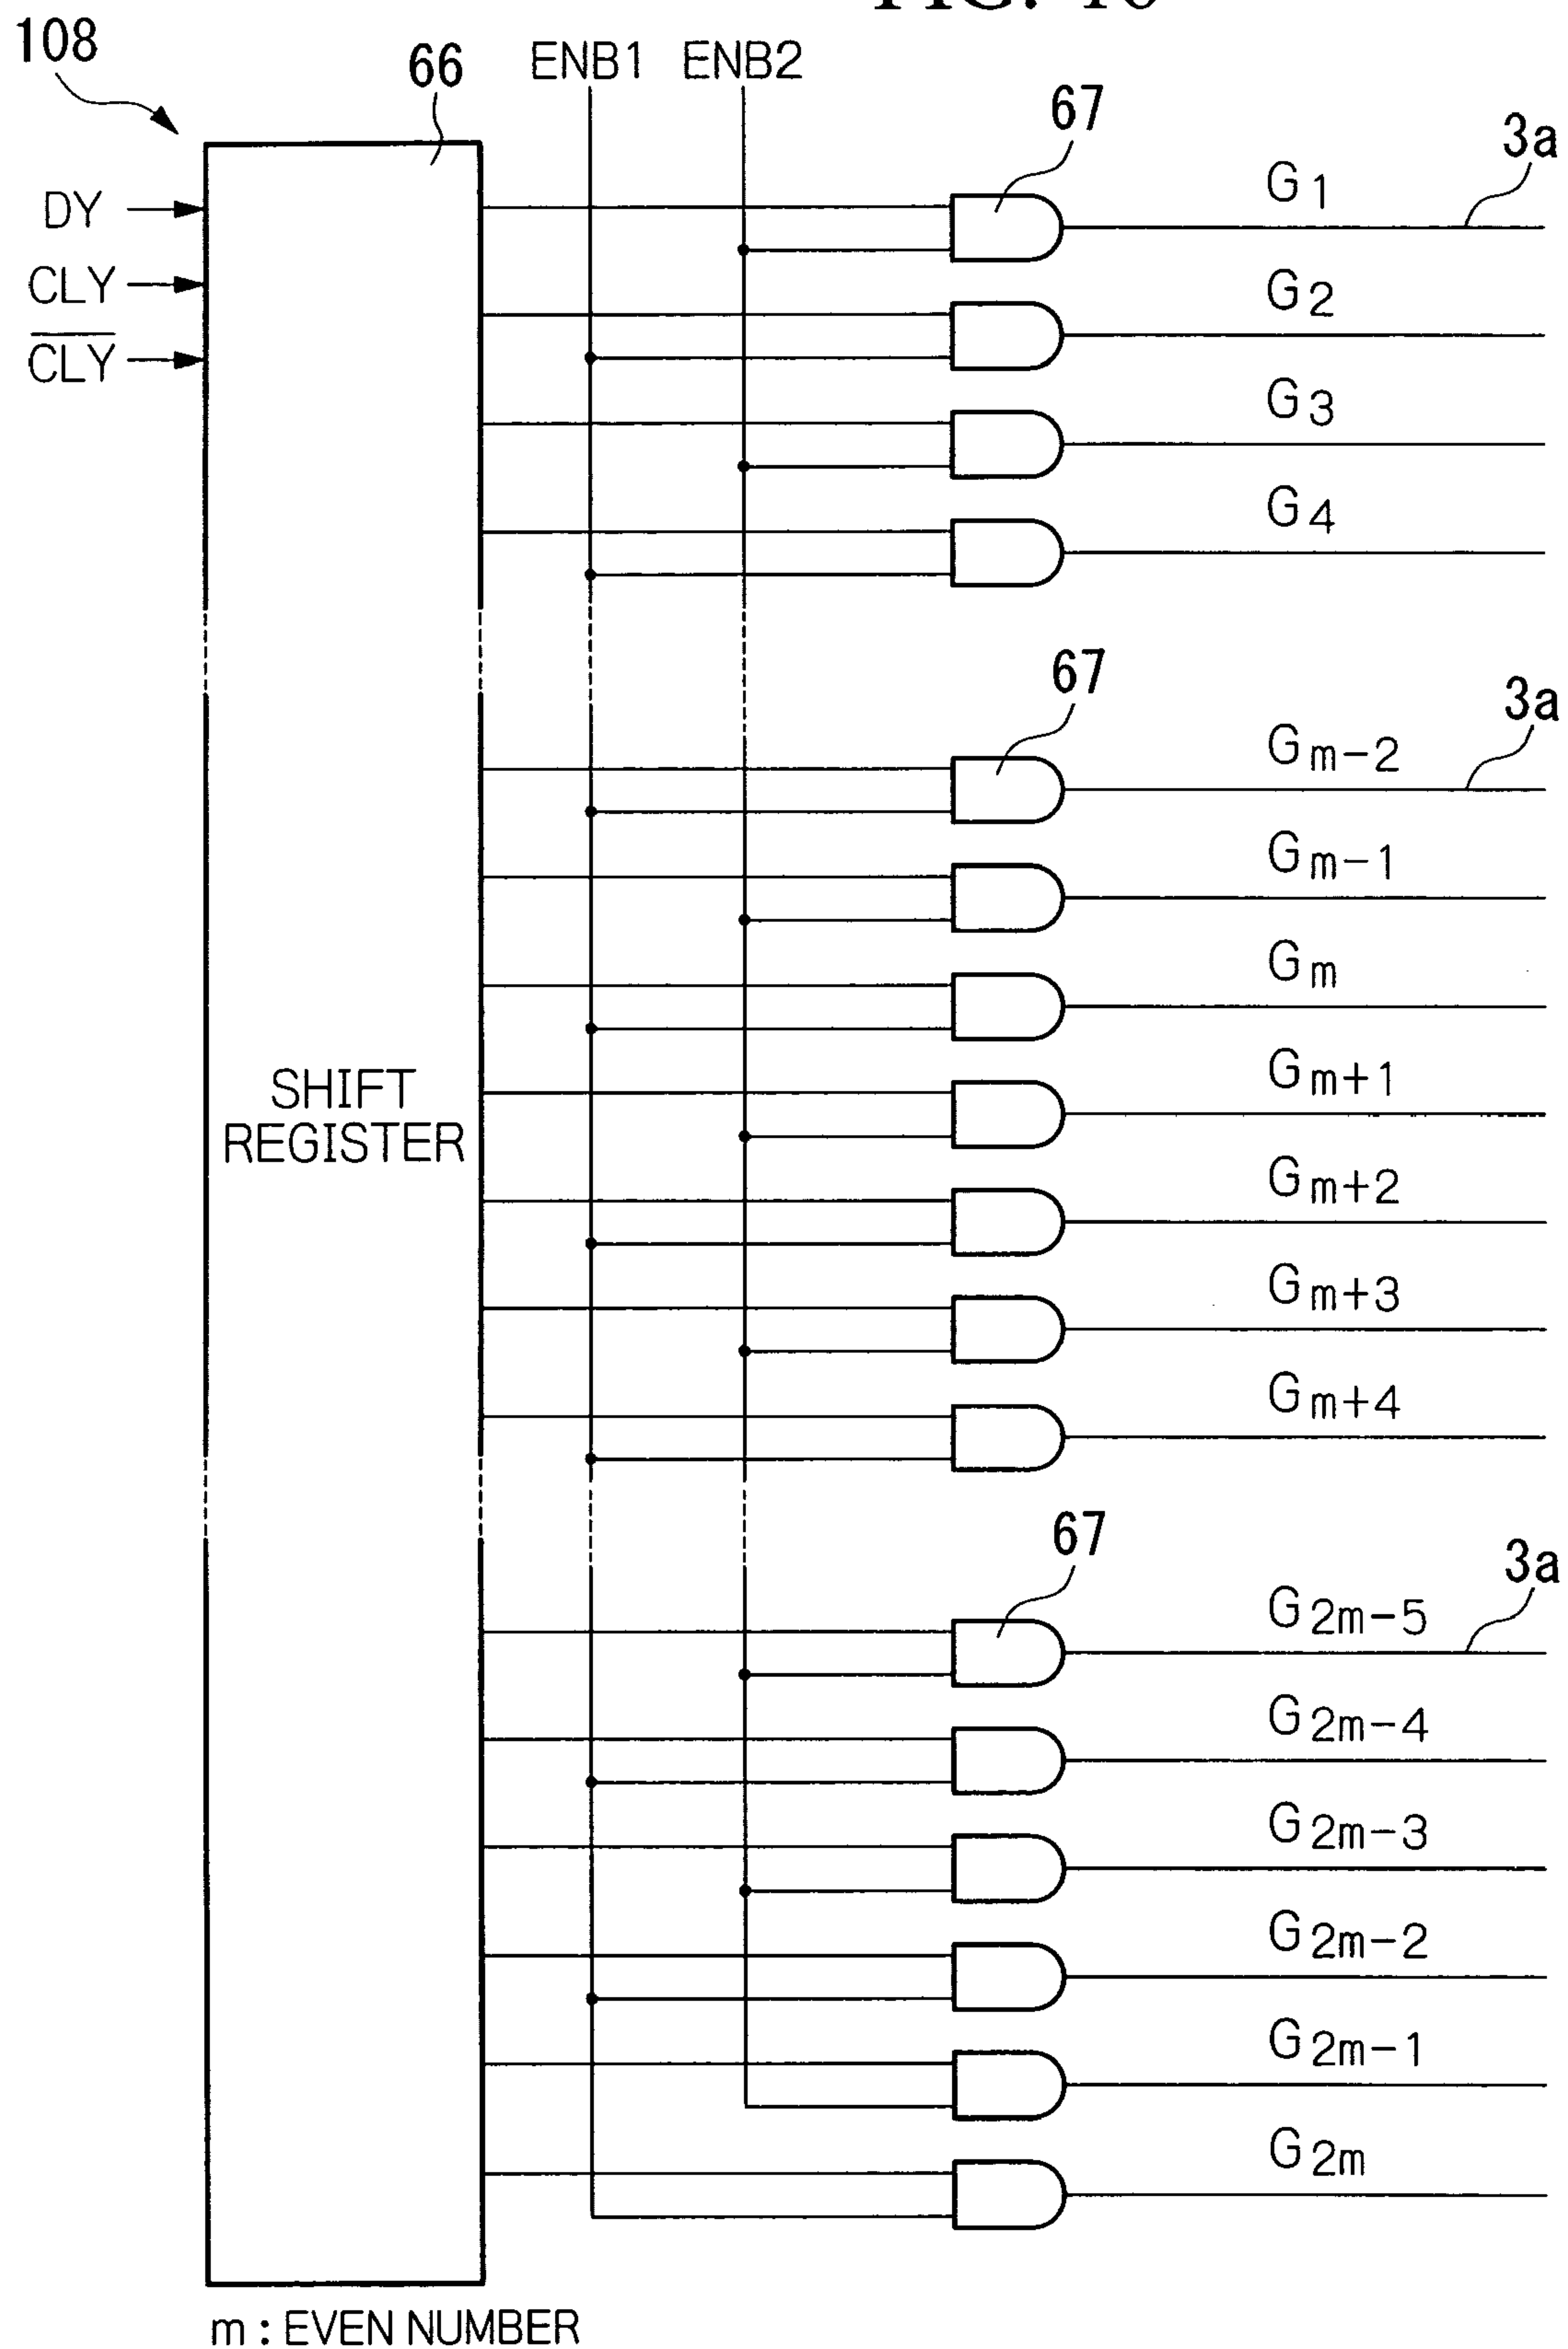 108
66
ENB1 ENB2
67
3a
DY
CLY
C̅L̅Y̅
G1
G2
G3
G4
67
3a
Gm-2
Gm-1
Gm
Gm+1
SHIFT
REGISTER
Gm+2
Gm+3
Gm+4
67
3a
G2m-5
G2m-4
G2m-3
G2m-2
G2m-1
G2m
m : EVEN NUMBER